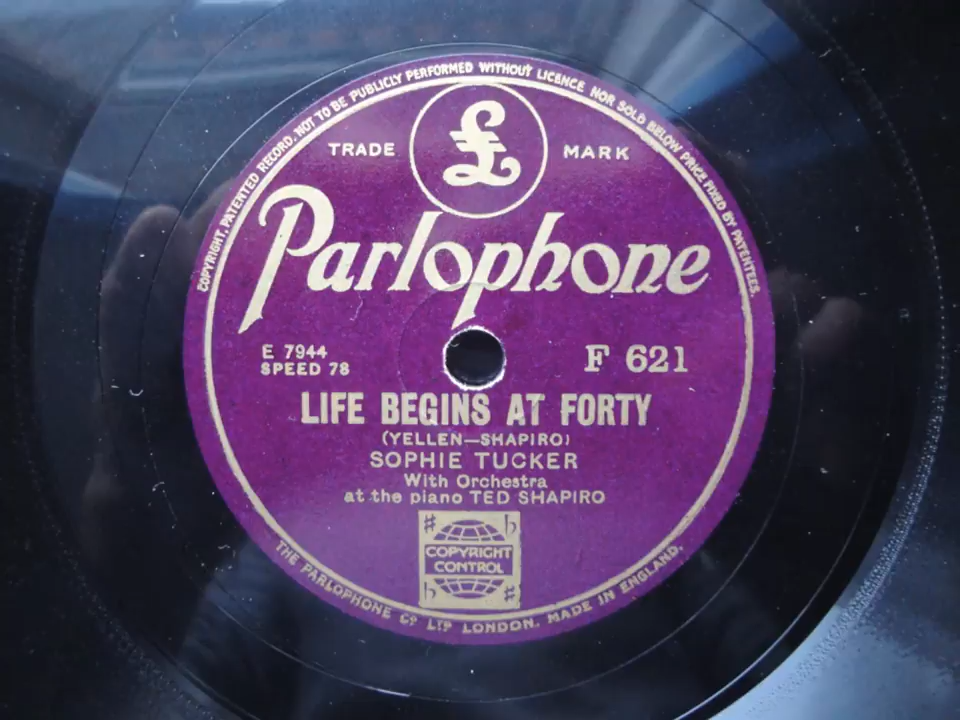 COPYRIGHT, PATENTED RECORD, NOT TO BE PUBLICLY PERFORMED WITHOUT LICENCE NOR SOLD BELOW PRICE FIXED BY PATENTEES.
£
TRADE MARK
Parlophone
E 7944
SPEED 78
F 621
LIFE BEGINS AT FORTY
(YELLEN—SHAPIRO)
SOPHIE TUCKER
With Orchestra
at the piano TED SHAPIRO
♯ ♭
COPYRIGHT
CONTROL
♭ ♯
THE PARLOPHONE CO LTD LONDON. MADE IN ENGLAND.